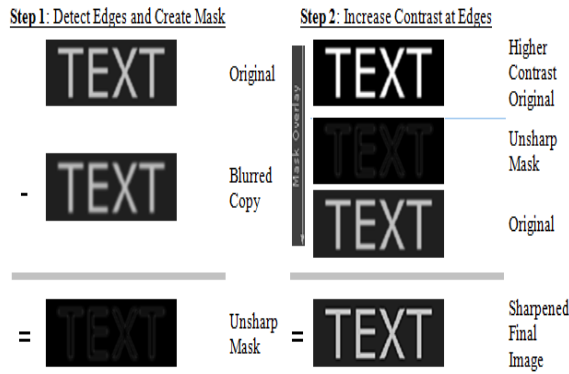 Step 1: Detect Edges and Create Mask
TEXT
Original
-
TEXT
Blurred
Copy
=
TEXT
Unsharp
Mask
Step 2: Increase Contrast at Edges
Mask Overlay
TEXT
Higher
Contrast
Original
TEXT
Unsharp
Mask
TEXT
Original
=
TEXT
Sharpened
Final
Image